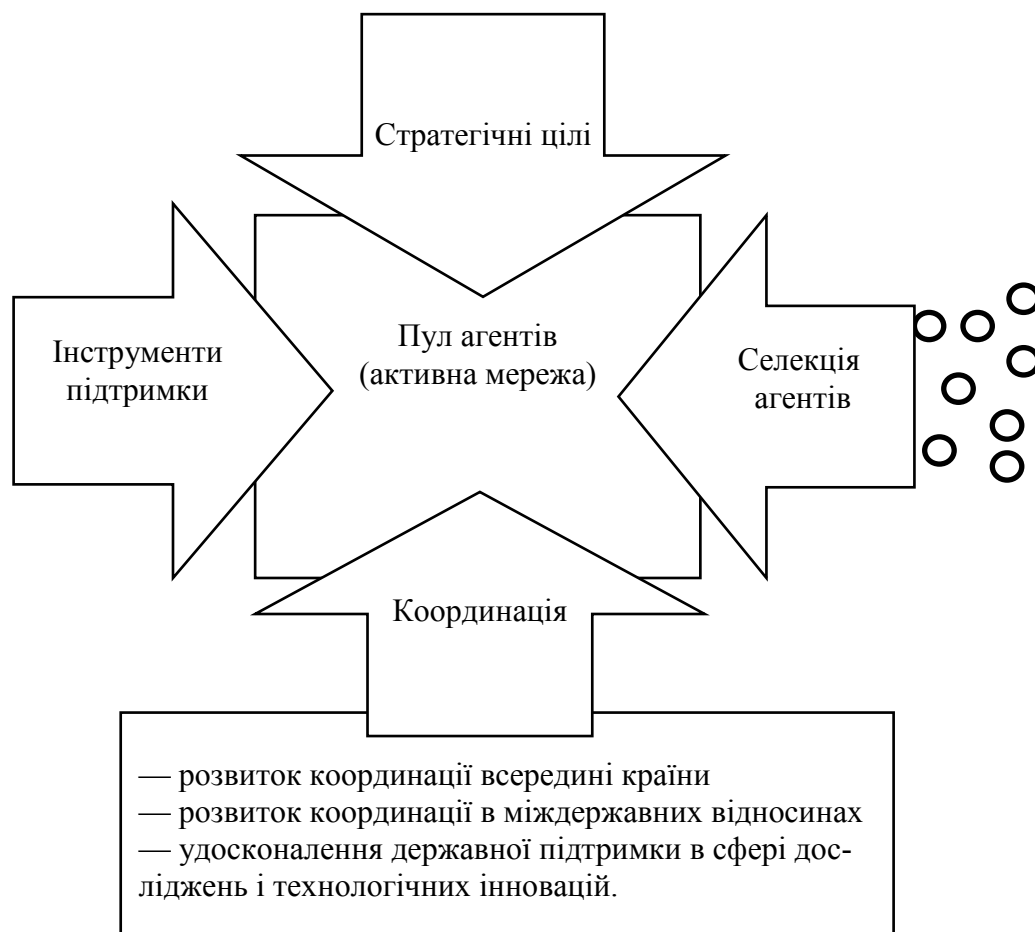 Стратегічні цілі
Інструменти
підтримки
Пул агентів
(активна мережа)
Селекція
агентів
Координація
— розвиток координації всередині країни
— розвиток координації в міждержавних відносинах
— удосконалення державної підтримки в сфері дос-
ліджень і технологічних інновацій.